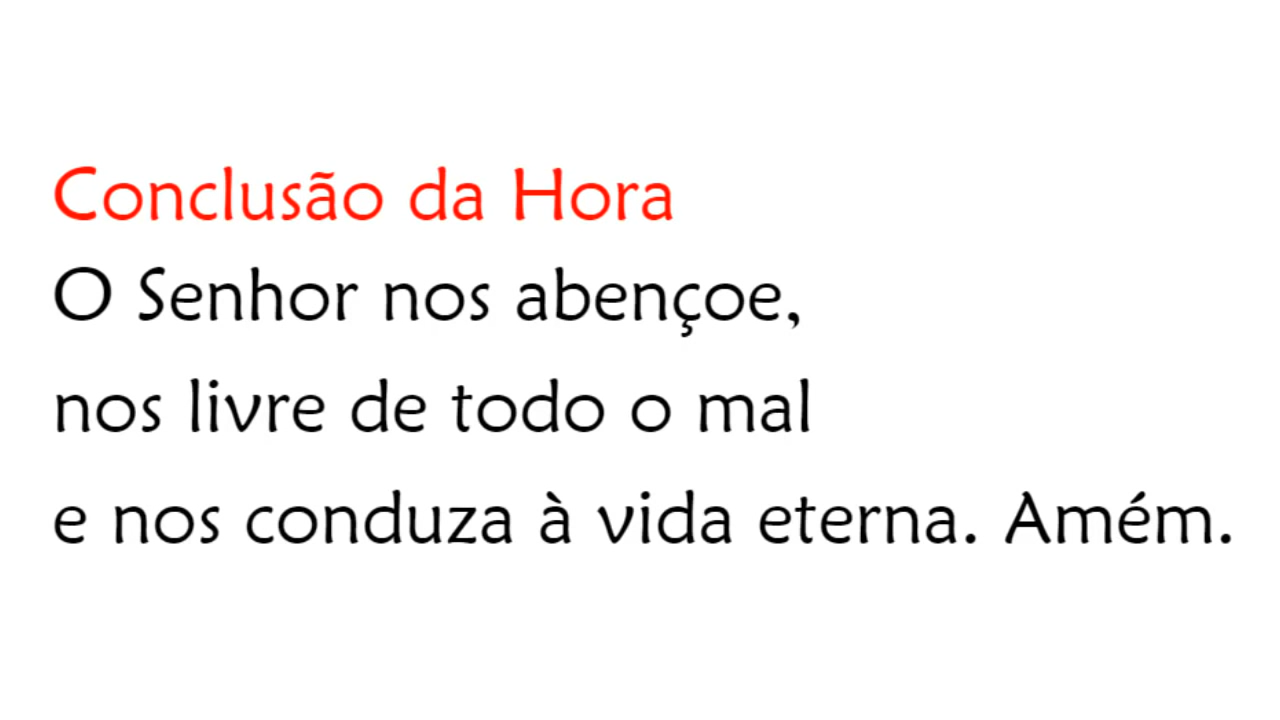 Conclusão da Hora
O Senhor nos abençoe,
nos livre de todo o mal
e nos conduza à vida eterna. Amém.